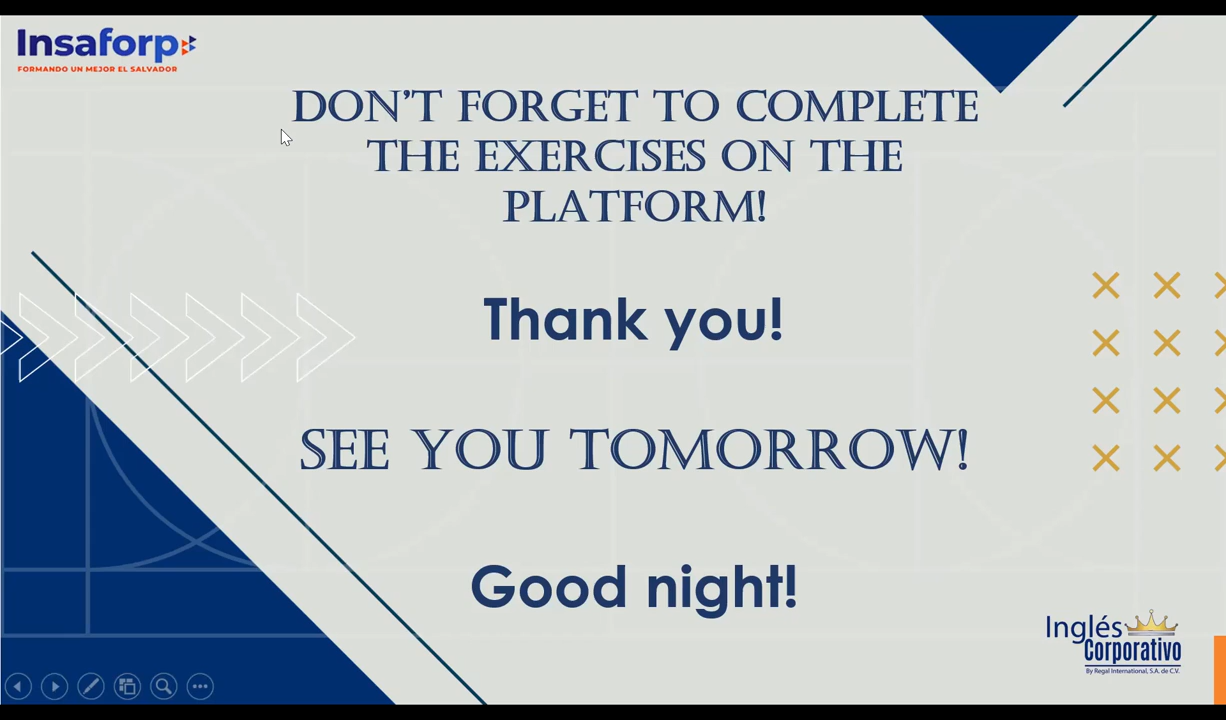 Insaforp
FORMANDO UN MEJOR EL SALVADOR
DON'T FORGET TO COMPLETE
THE EXERCISES ON THE
PLATFORM!
Thank you!
SEE YOU TOMORROW!
Good night!
Inglés
Corporativo
By Regal International, S.A. de C.V.